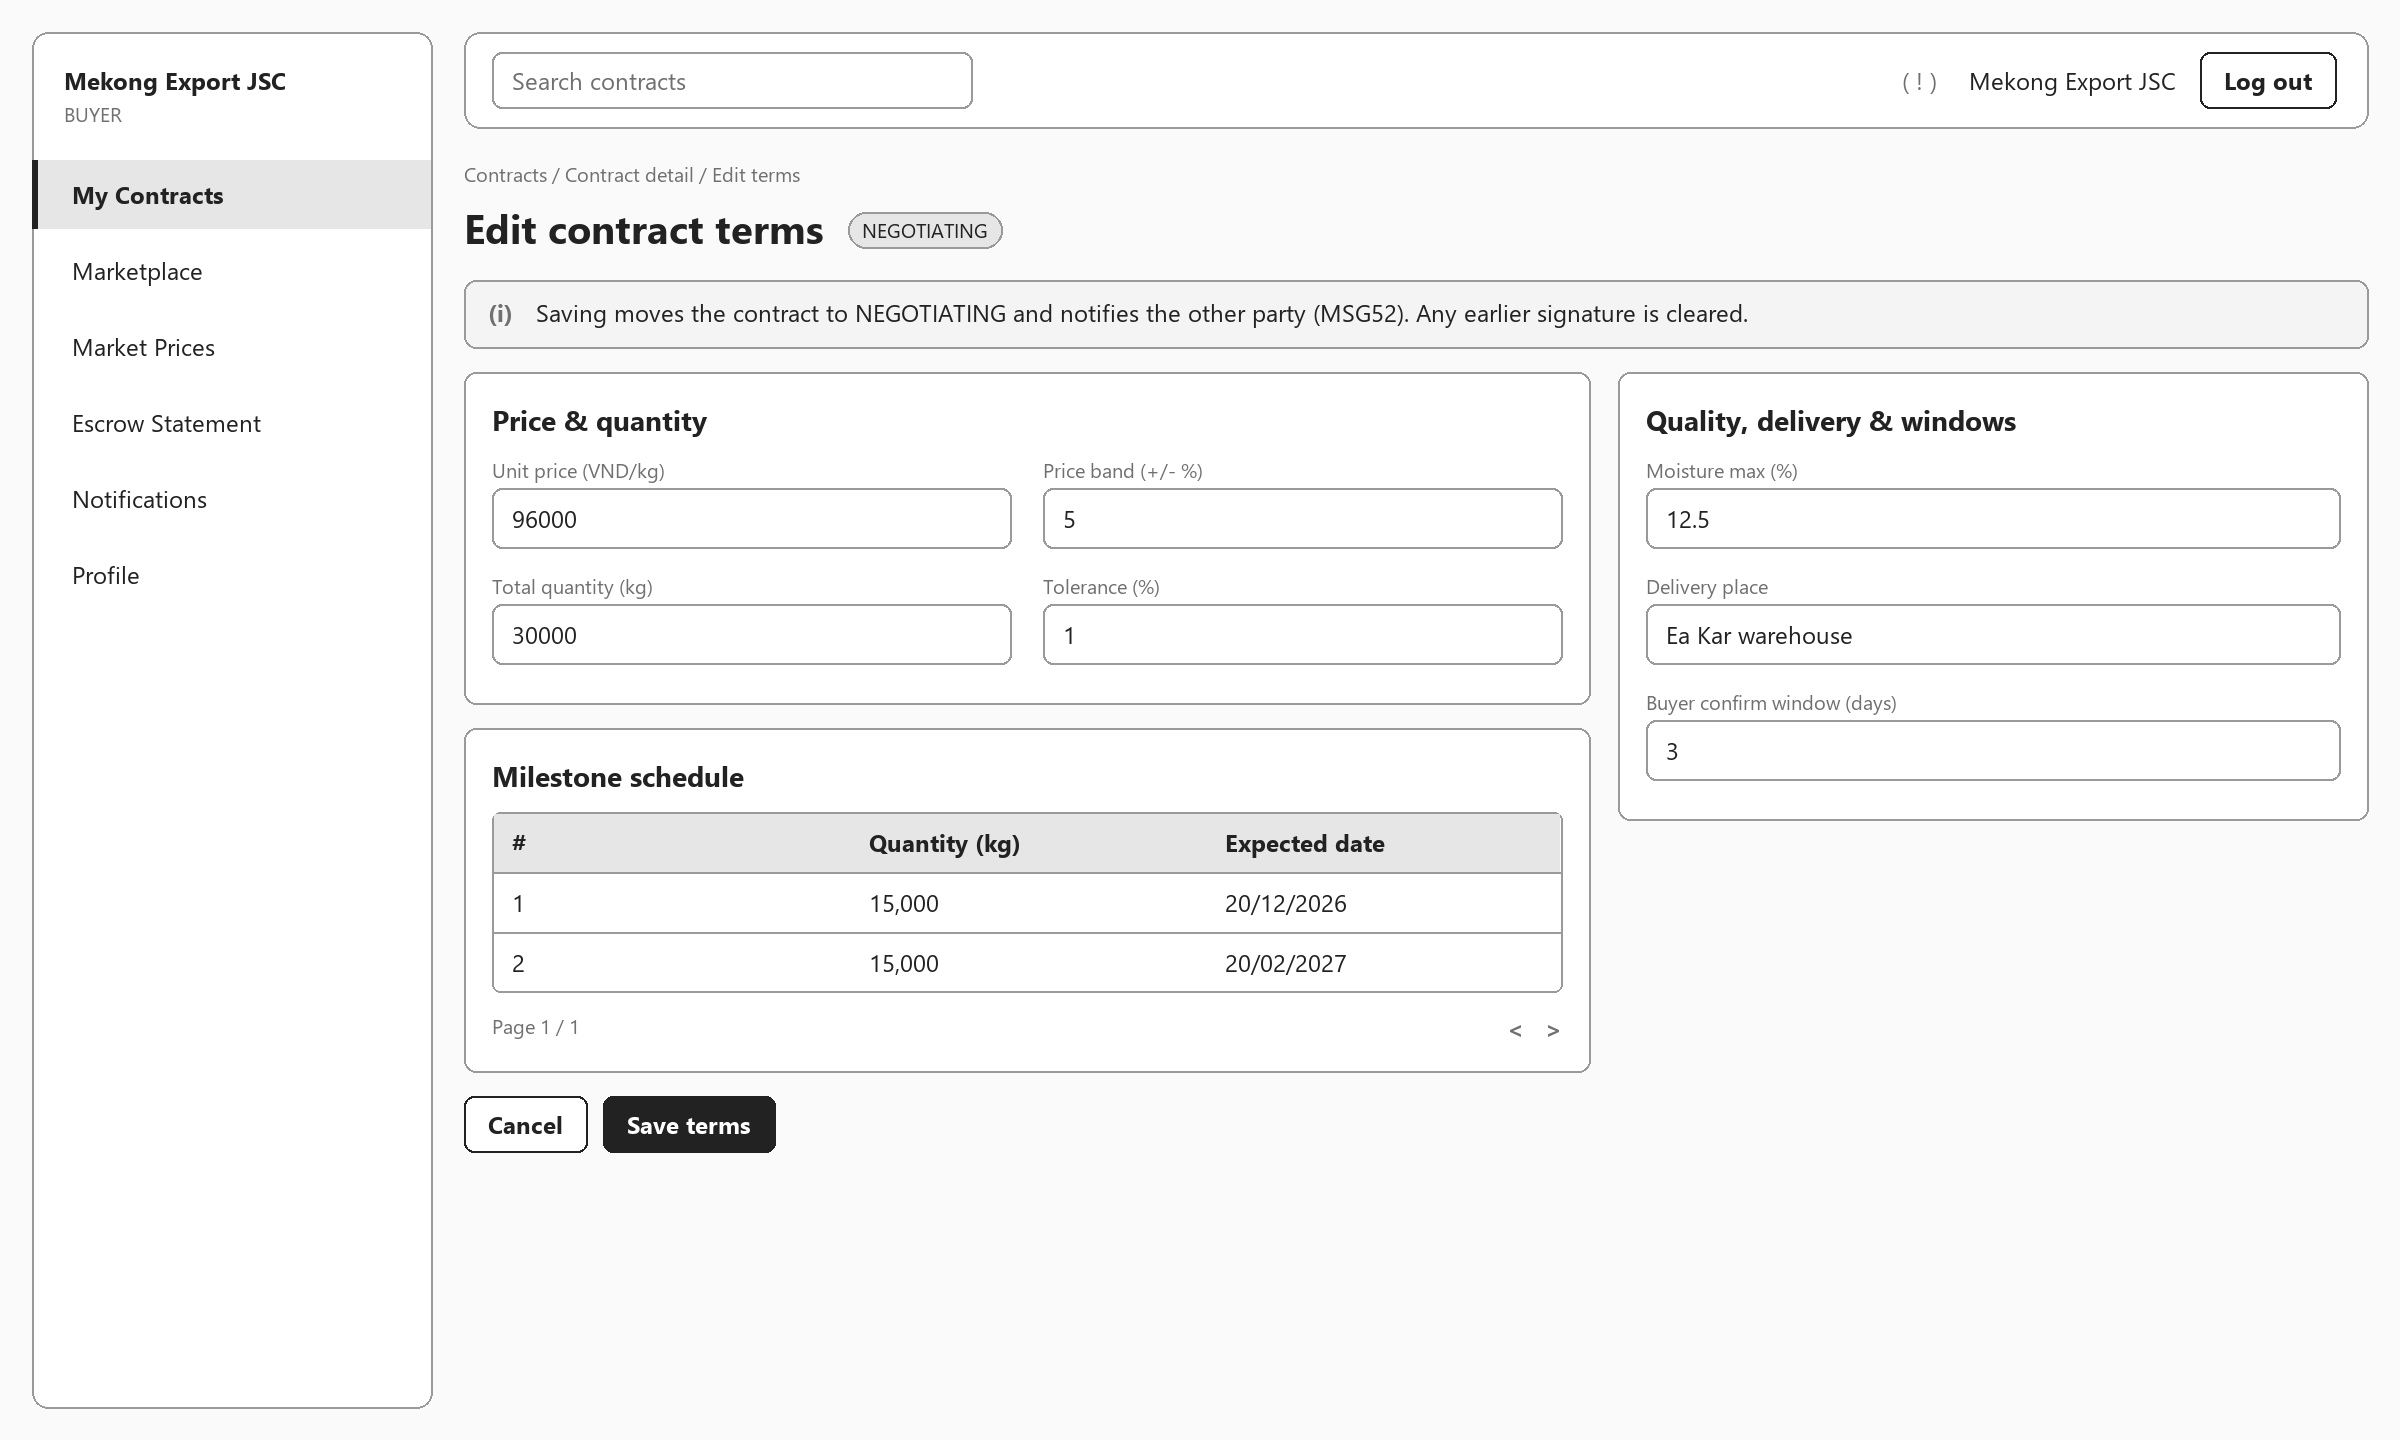 Mekong Export JSC
BUYER
My Contracts
Marketplace
Market Prices
Escrow Statement
Notifications
Profile
Search contracts
( ! ) Mekong Export JSC Log out
Contracts / Contract detail / Edit terms
Edit contract terms NEGOTIATING
(i) Saving moves the contract to NEGOTIATING and notifies the other party (MSG52). Any earlier signature is cleared.
Price & quantity
Unit price (VND/kg) Price band (+/- %)
96000 5
Total quantity (kg) Tolerance (%)
30000 1
Milestone schedule
# Quantity (kg) Expected date
1 15,000 20/12/2026
2 15,000 20/02/2027
Page 1 / 1 < >
Quality, delivery & windows
Moisture max (%)
12.5
Delivery place
Ea Kar warehouse
Buyer confirm window (days)
3
Cancel Save terms